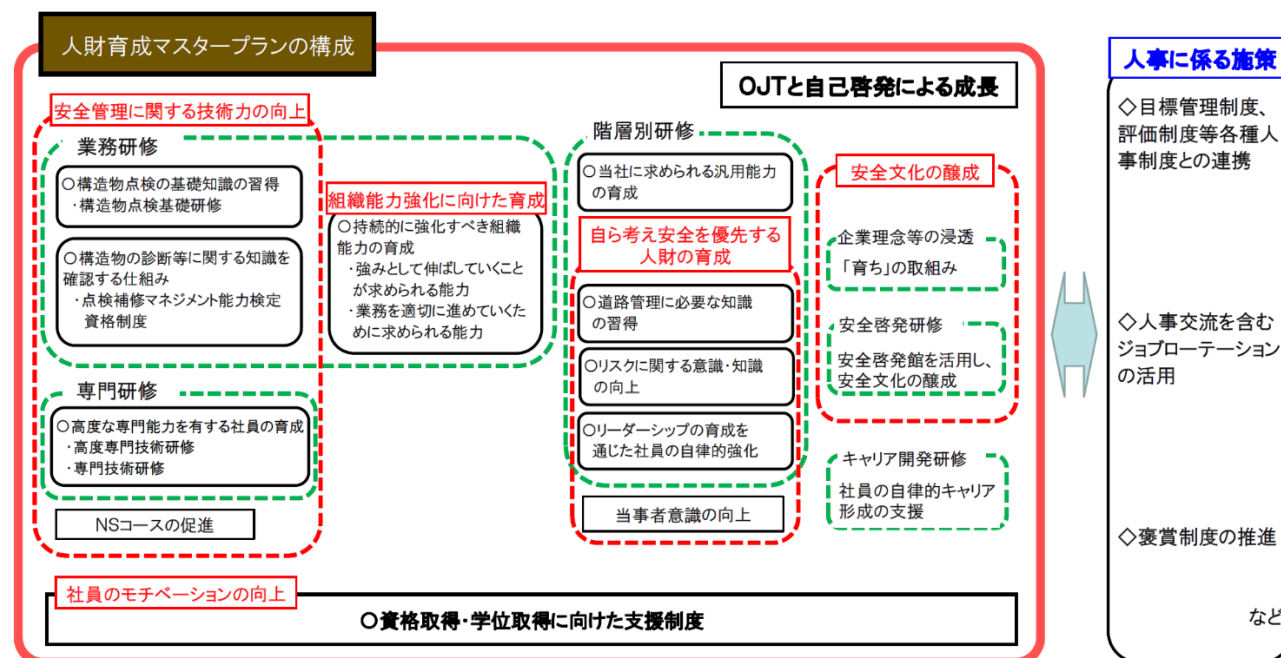 人財育成マスタープランの構成
OJTと自己啓発による成長
安全管理に関する技術力の向上
業務研修
○構造物点検の基礎知識の習得
・構造物点検基礎研修
○構造物の診断等に関する知識を
確認する仕組み
・点検補修マネジメント能力検定
資格制度
専門研修
○高度な専門能力を有する社員の育成
・高度専門技術研修
・専門技術研修
NSコースの促進
組織能力強化に向けた育成
○持続的に強化すべき組織
能力の育成
・強みとして伸ばしていくこと
が求められる能力
・業務を適切に進めていくた
めに求められる能力
階層別研修
○当社に求められる汎用能力
の育成
自ら考え安全を優先する
人財の育成
○道路管理に必要な知識
の習得
○リスクに関する意識・知識
の向上
○リーダーシップの育成を
通じた社員の自律的強化
当事者意識の向上
安全文化の醸成
企業理念等の浸透
「育ち」の取組み
安全啓発研修
安全啓発館を活用し、
安全文化の醸成
キャリア開発研修
社員の自律的キャリア
形成の支援
社員のモチベーションの向上
○資格取得・学位取得に向けた支援制度
人事に係る施策
◇目標管理制度、
評価制度等各種人
事制度との連携
◇人事交流を含む
ジョブローテーション
の活用
◇褒賞制度の推進
など